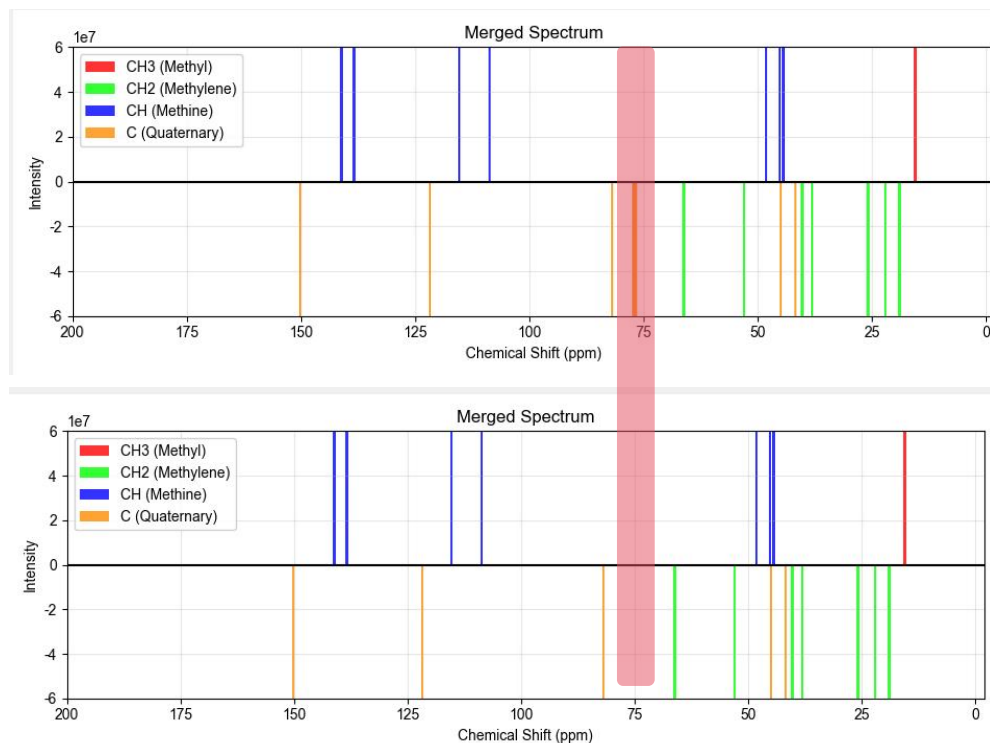 Merged Spectrum
1e7
6
4
2
0
-2
-4
-6
Intensity
CH3 (Methyl)
CH2 (Methylene)
CH (Methine)
C (Quaternary)
200 175 150 125 100 75 50 25 0
Chemical Shift (ppm)
Merged Spectrum
1e7
6
4
2
0
-2
-4
-6
Intensity
CH3 (Methyl)
CH2 (Methylene)
CH (Methine)
C (Quaternary)
200 175 150 125 100 75 50 25 0
Chemical Shift (ppm)